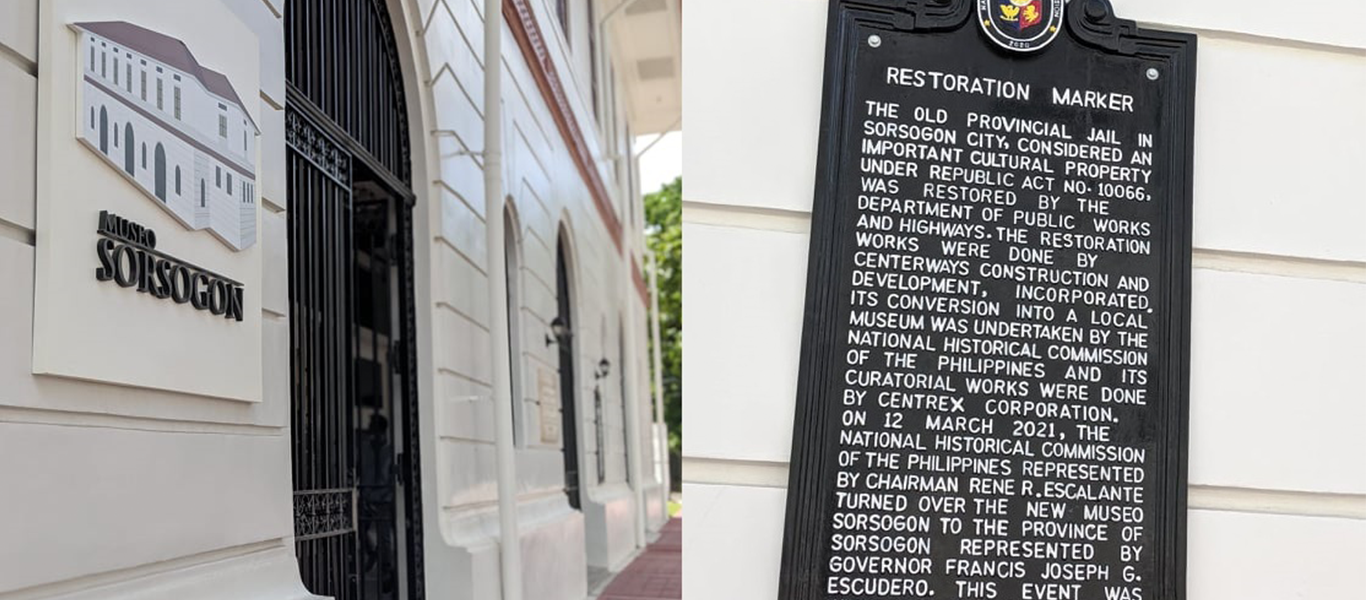 MUSEO
SORSOGON
2020
RESTORATION MARKER
THE OLD PROVINCIAL JAIL IN
SORSOGON CITY, CONSIDERED AN
IMPORTANT CULTURAL PROPERTY
UNDER REPUBLIC ACT NO. 10066,
WAS RESTORED BY THE
DEPARTMENT OF PUBLIC WORKS
AND HIGHWAYS. THE RESTORATION
WORKS WERE DONE BY
CENTERWAYS CONSTRUCTION AND
DEVELOPMENT, INCORPORATED.
ITS CONVERSION INTO A LOCAL
MUSEUM WAS UNDERTAKEN BY THE
NATIONAL HISTORICAL COMMISSION
OF THE PHILIPPINES AND ITS
CURATORIAL WORKS WERE DONE
BY CENTREX CORPORATION.
ON 12 MARCH 2021, THE
NATIONAL HISTORICAL COMMISSION
OF THE PHILIPPINES REPRESENTED
BY CHAIRMAN RENE R. ESCALANTE
TURNED OVER THE NEW MUSEO
SORSOGON TO THE PROVINCE OF
SORSOGON REPRESENTED BY
GOVERNOR FRANCIS JOSEPH G.
ESCUDERO. THIS EVENT WAS